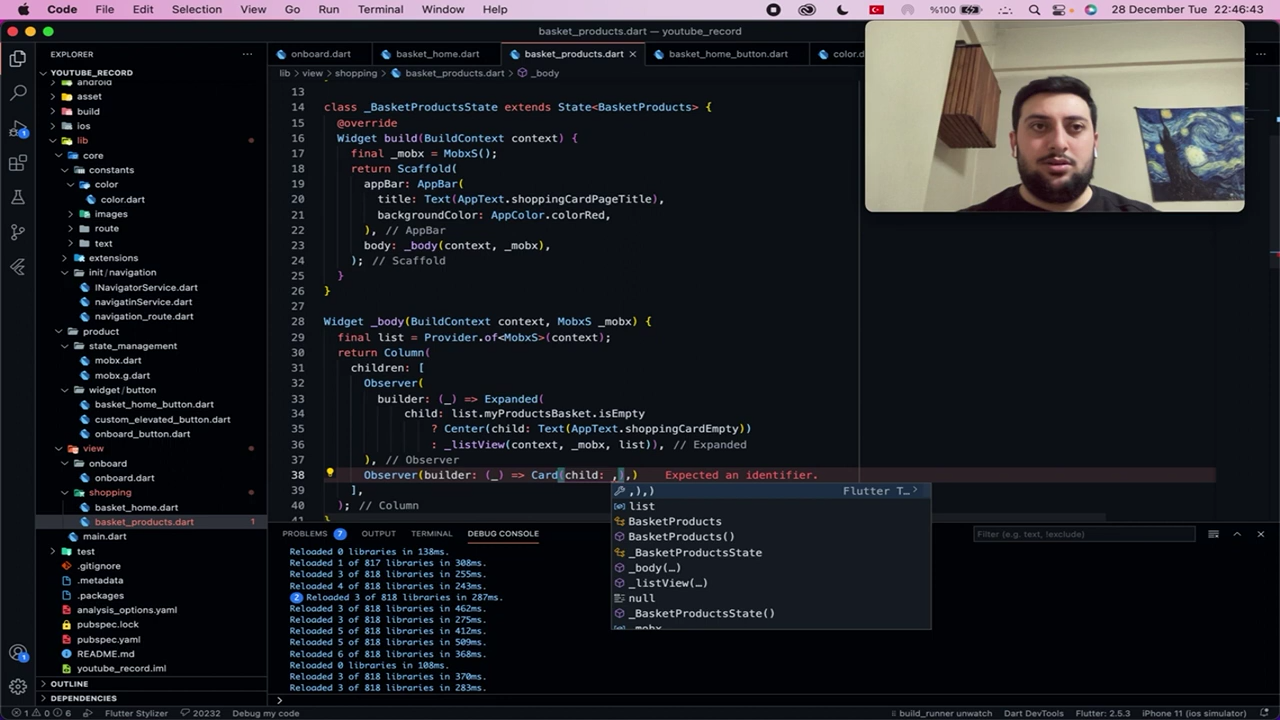 Code File Edit Selection View Go Run Terminal Window Help %100 28 December Tue 22:46:43
basket_products.dart — youtube_record
EXPLORER
YOUTUBE_RECORD
android
asset
build
ios
lib
core
constants
color
color.dart
images
route
text
extensions
init/navigation
INavigatorService.dart
navigatinService.dart
navigation_route.dart
product
state_management
mobx.dart
mobx.g.dart
widget/button
basket_home_button.dart
custom_elevated_button.dart
onboard_button.dart
view
onboard
onboard.dart
shopping
basket_home.dart
basket_products.dart 1
main.dart
test
.gitignore
.metadata
.packages
analysis_options.yaml
pubspec.lock
pubspec.yaml
README.md
youtube_record.iml
OUTLINE
DEPENDENCIES
onboard.dart basket_home.dart basket_products.dart basket_home_button.dart color.d
lib > view > shopping > basket_products.dart > _body
13
14 class _BasketProductsState extends State<BasketProducts> {
15 @override
16 Widget build(BuildContext context) {
17 final _mobx = MobxS();
18 return Scaffold(
19 appBar: AppBar(
20 title: Text(AppText.shoppingCardPageTitle),
21 backgroundColor: AppColor.colorRed,
22 ), // AppBar
23 body: _body(context, _mobx),
24 ); // Scaffold
25 }
26 }
27
28 Widget _body(BuildContext context, MobxS _mobx) {
29 final list = Provider.of<MobxS>(context);
30 return Column(
31 children: [
32 Observer(
33 builder: (_) => Expanded(
34 child: list.myProductsBasket.isEmpty
35 ? Center(child: Text(AppText.shoppingCardEmpty))
36 : _listView(context, _mobx, list)), // Expanded
37 ), // Observer
38 Observer(builder: (_) => Card(child: ,),) Expected an identifier.
39 ],
40 ); // Column
41 }
,),) Flutter T…>
list
BasketProducts
BasketProducts()
_BasketProductsState
_body(…)
_listView(…)
null
_BasketProductsState()
_mobx
PROBLEMS 7 OUTPUT TERMINAL DEBUG CONSOLE Filter (e.g. text, !exclude)
Reloaded 0 libraries in 138ms.
Reloaded 1 of 817 libraries in 308ms.
Reloaded 3 of 818 libraries in 255ms.
Reloaded 4 of 818 libraries in 243ms.
2 Reloaded 3 of 818 libraries in 287ms.
Reloaded 3 of 818 libraries in 462ms.
Reloaded 3 of 818 libraries in 275ms.
Reloaded 5 of 818 libraries in 412ms.
Reloaded 5 of 818 libraries in 509ms.
Reloaded 6 of 818 libraries in 368ms.
Reloaded 0 libraries in 108ms.
Reloaded 3 of 818 libraries in 370ms.
Reloaded 3 of 818 libraries in 283ms.
>
1 0 6 Flutter Stylizer 20232 Debug my code build_runner unwatch Dart DevTools Flutter: 2.5.3 iPhone 11 (ios simulator)